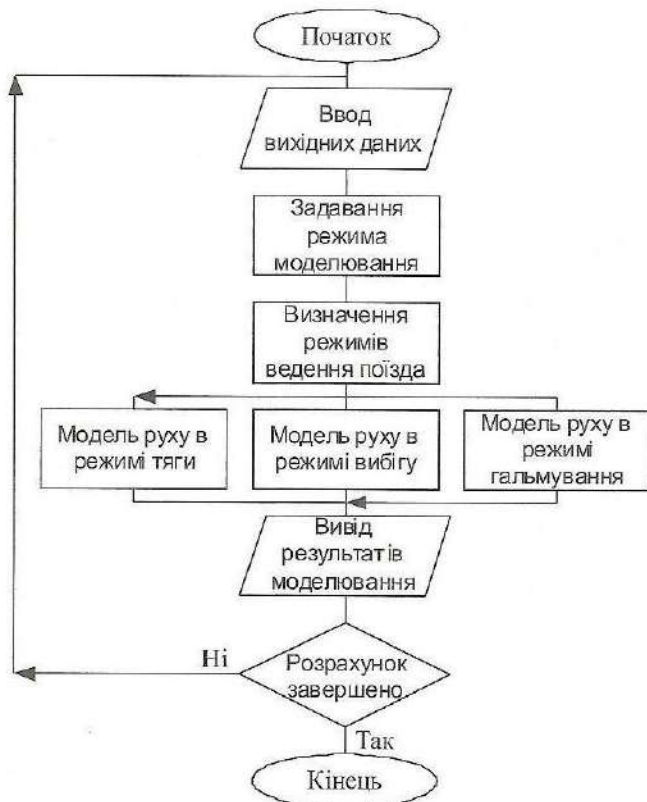 Початок
Ввод
вихідних даних
Задавання
режима
моделювання
Визначення
режимів
ведення поїзда
Модель руху в
режимі тяги
Модель руху в
режимі вибігу
Модель руху в
режимі
гальмування
Вивід
результатів
моделювання
Ні
Розрахунок
завершено
Так
Кінець